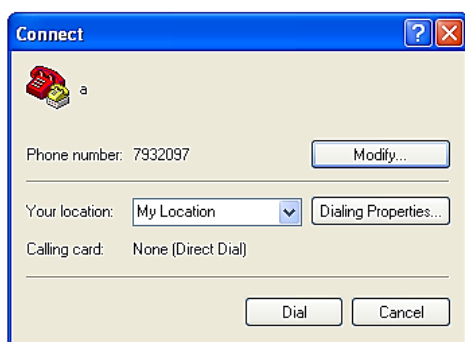 Connect
a
Phone number: 7932097 Modify...
Your location: My Location Dialing Properties...
Calling card: None (Direct Dial)
Dial Cancel